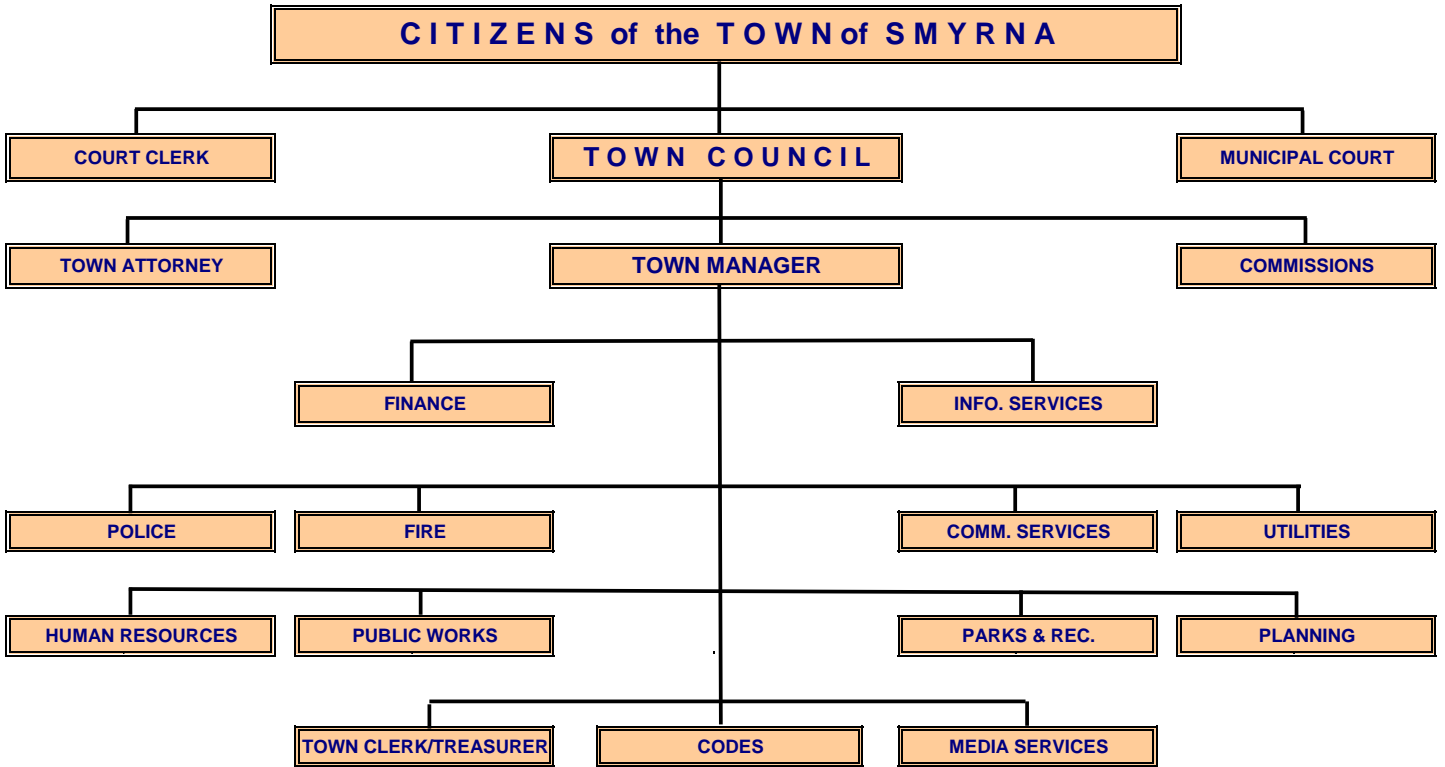 CITIZENS of the TOWN of SMYRNA
COURT CLERK
TOWN COUNCIL
MUNICIPAL COURT
TOWN ATTORNEY
TOWN MANAGER
COMMISSIONS
FINANCE
INFO. SERVICES
POLICE
FIRE
COMM. SERVICES
UTILITIES
HUMAN RESOURCES
PUBLIC WORKS
PARKS & REC.
PLANNING
TOWN CLERK/TREASURER
CODES
MEDIA SERVICES